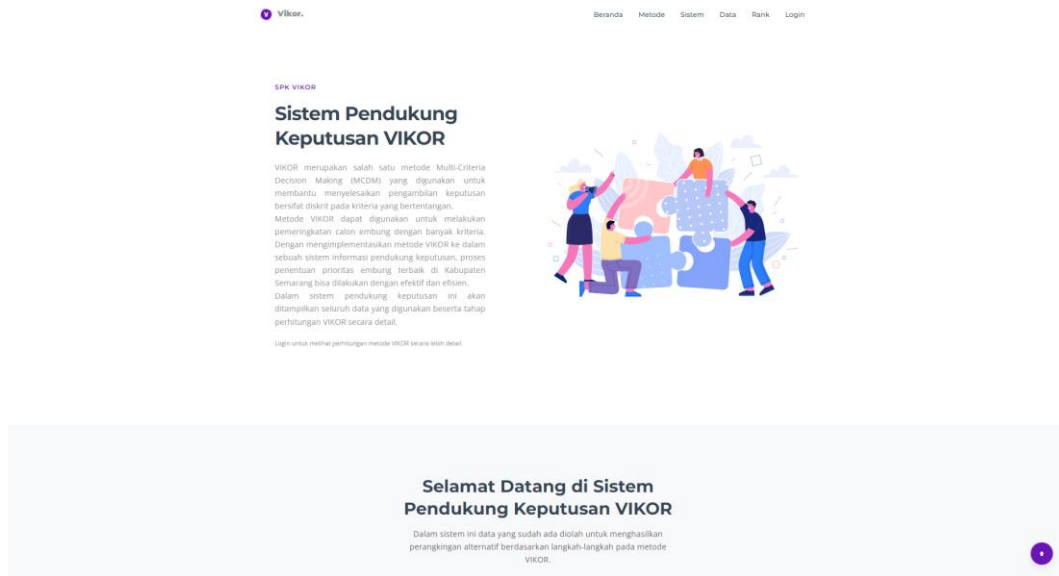 Vikor.
Beranda Metode Sistem Data Rank Login
SPK VIKOR
Sistem Pendukung
Keputusan VIKOR
VIKOR merupakan salah satu metode Multi-Criteria
Decision Making (MCDM) yang digunakan untuk
membantu menyelesaikan pengambilan keputusan
bersifat diskrit pada kriteria yang bertentangan.
Metode VIKOR dapat digunakan untuk melakukan
pemeringkatan calon embung dengan banyak kriteria.
Dengan mengimplementasikan metode VIKOR ke dalam
sebuah sistem informasi pendukung keputusan, proses
penentuan prioritas embung terbaik di Kabupaten
Semarang bisa dilakukan dengan efektif dan efisien.
Dalam sistem pendukung keputusan ini akan
ditampilkan seluruh data yang digunakan beserta tahap
perhitungan VIKOR secara detail.
Login untuk melihat perhitungan metode VIKOR secara lebih detail.
Selamat Datang di Sistem
Pendukung Keputusan VIKOR
Dalam sistem ini data yang sudah ada diolah untuk menghasilkan
perangkingan alternatif berdasarkan langkah-langkah pada metode
VIKOR.